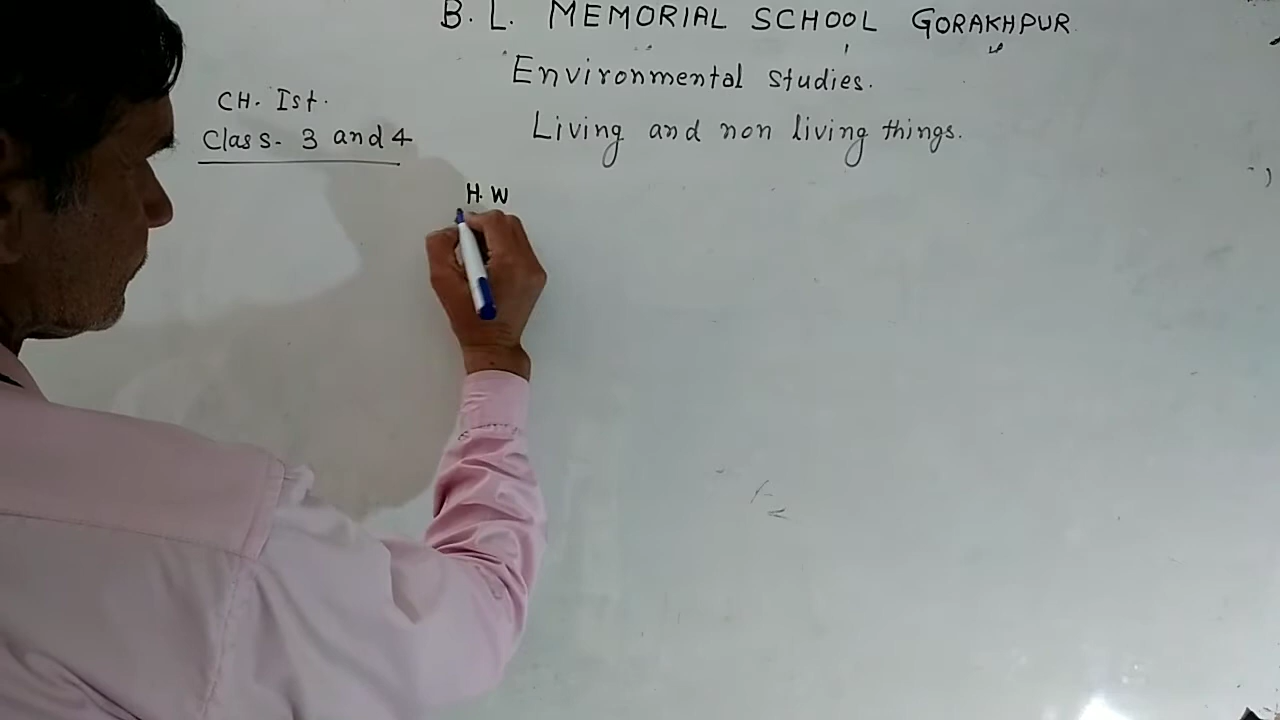 B. L. MEMORIAL SCHOOL GORAKHPUR
Environmental studies.
CH. Ist.
Class- 3 and 4
Living and non living things.
H. W